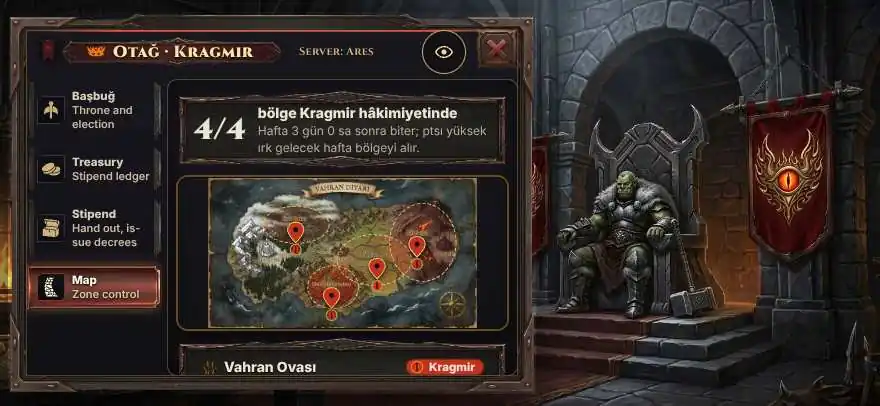 OTAĞ · KRAGMIR
SERVER: ARES
Başbuğ
Throne and
election
Treasury
Stipend ledger
Stipend
Hand out, is-
sue decrees
Map
Zone control
4/4
bölge Kragmir hâkimiyetinde
Hafta 3 gün 0 sa sonra biter; ptsı yüksek
ırk gelecek hafta bölgeyi alır.
VAHRAN DİYARI
Vahran Ovası
Kragmir